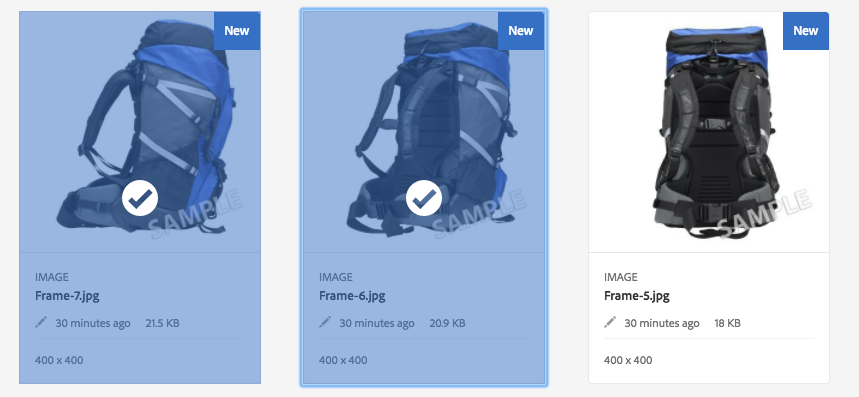 New
SAMPLE
IMAGE
Frame-7.jpg
30 minutes ago 21.5 KB
400 x 400
New
SAMPLE
IMAGE
Frame-6.jpg
30 minutes ago 20.9 KB
400 x 400
New
SAMPLE
IMAGE
Frame-5.jpg
30 minutes ago 18 KB
400 x 400